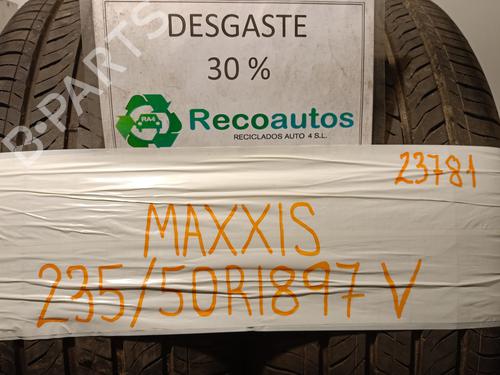 DESGASTE
30 %
B-PARTS
RA4
Recoautos
RECICLADOS AUTO 4 S.L.
23781
MAXXIS
235/50R1897 V